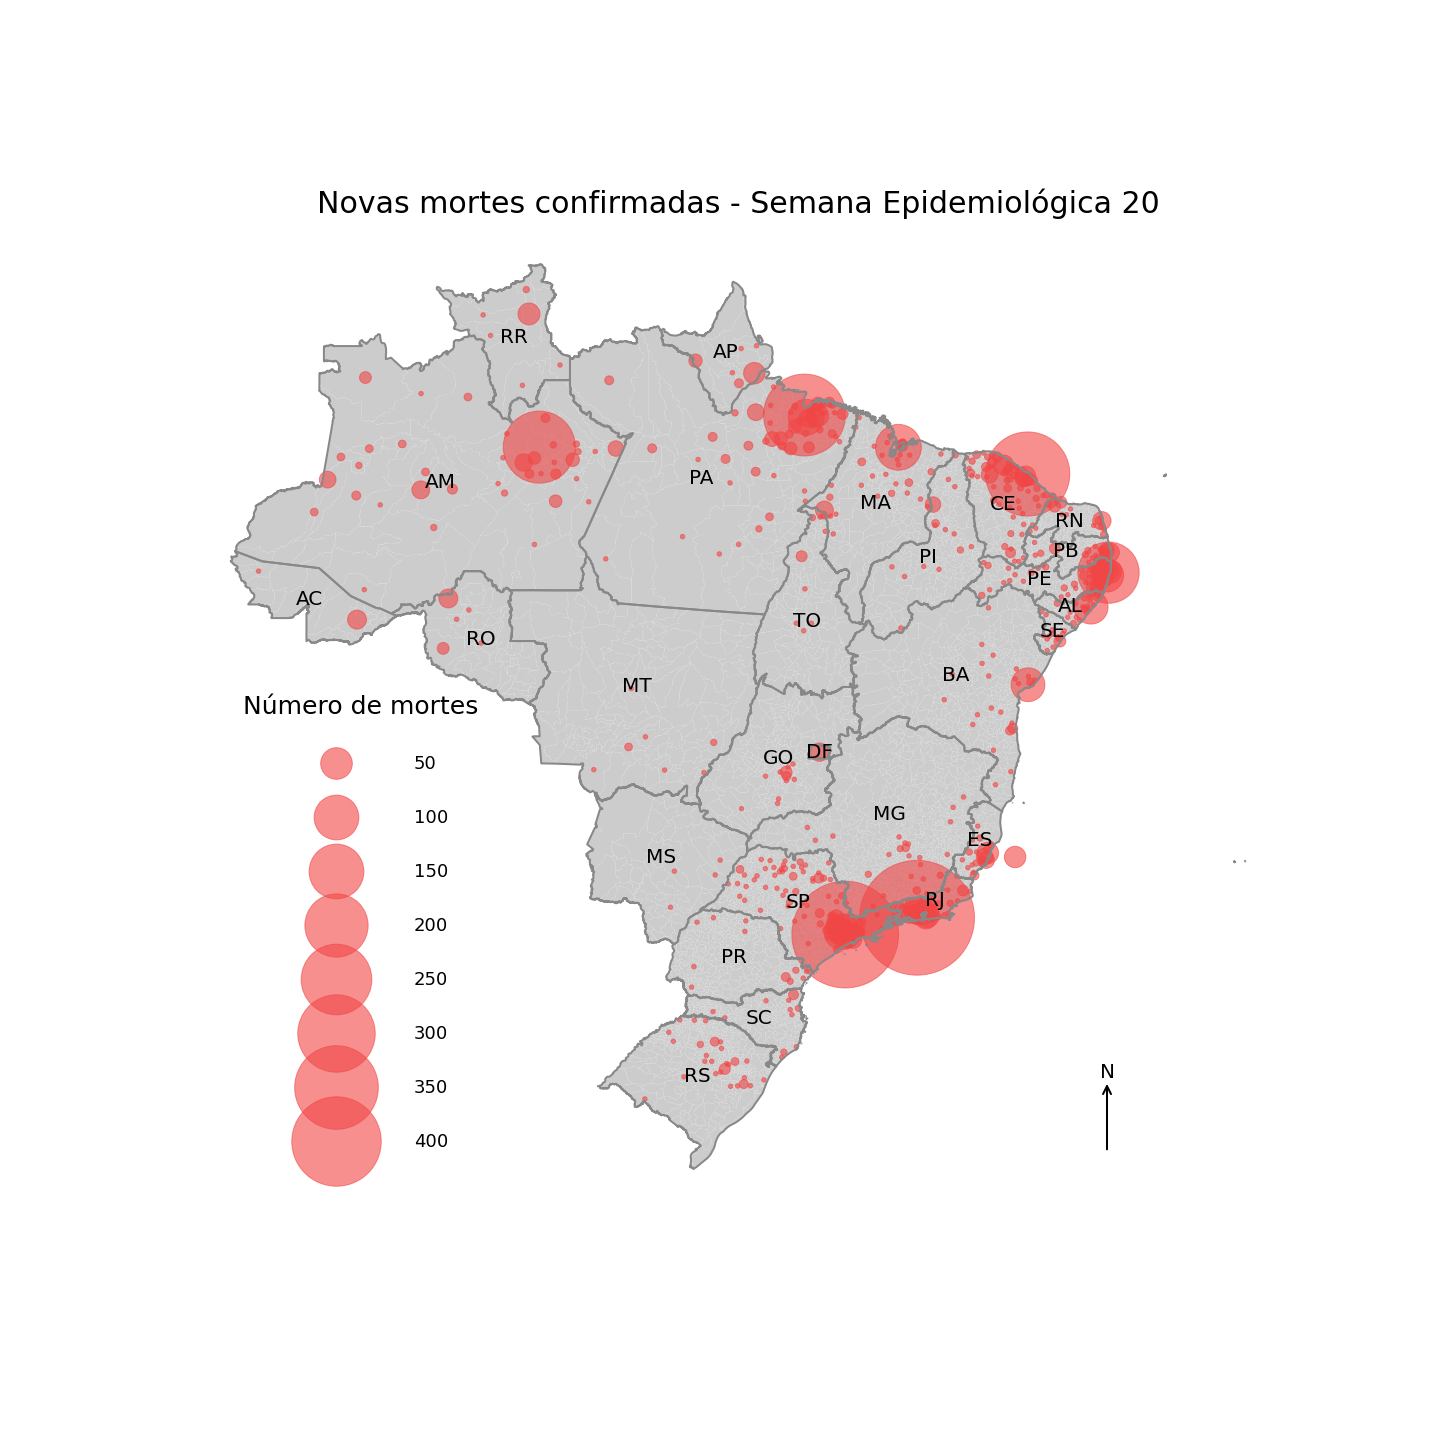 Novas mortes confirmadas - Semana Epidemiológica 20
RR
AP
AM
PA
MA
CE
RN
PB
PI
PE
AC
AL
TO
SE
RO
BA
MT
Número de mortes
DF
GO
50
MG
100
ES
MS
150
RJ
SP
200
PR
250
SC
300
N
RS
350
400